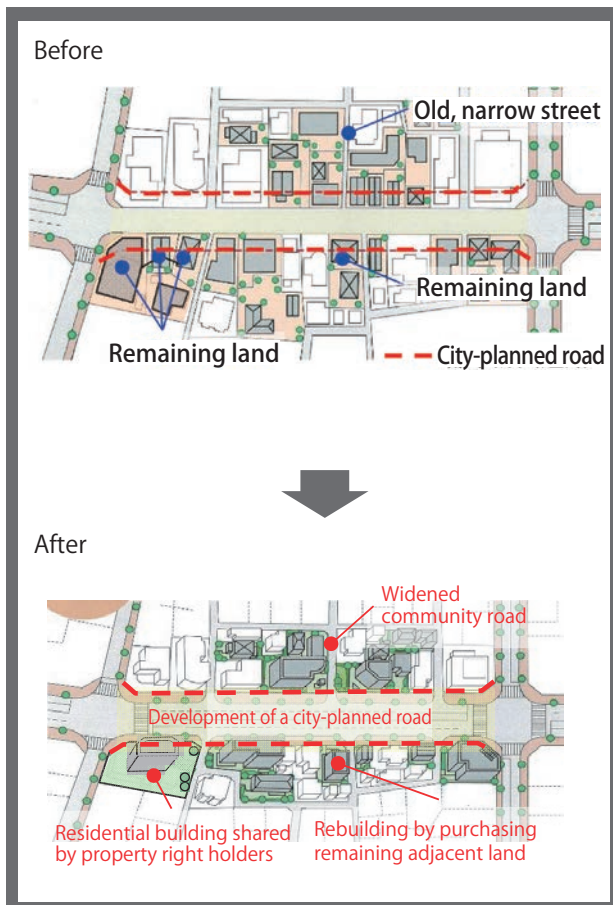 Before
Old, narrow street
Remaining land
Remaining land
City-planned road
After
Widened
community road
Development of a city-planned road
Residential building shared
by property right holders
Rebuilding by purchasing
remaining adjacent land